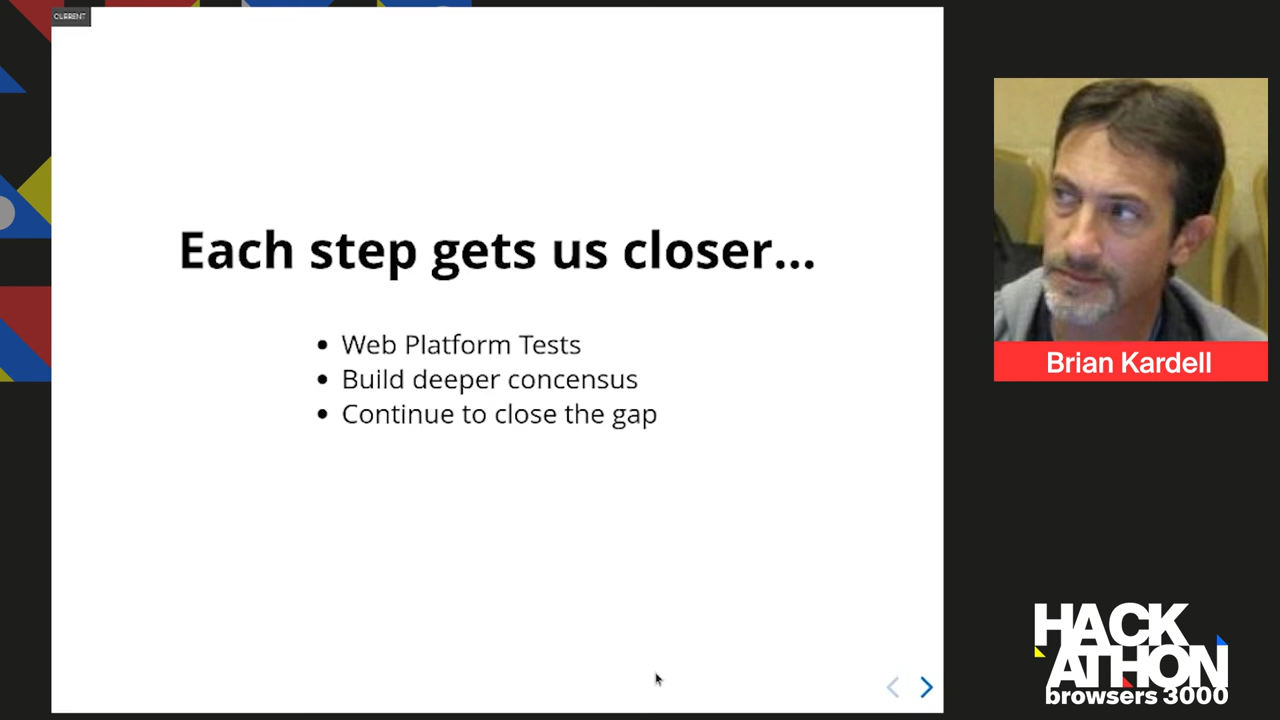 CURRENT
Each step gets us closer...
Web Platform Tests
Build deeper concensus
Continue to close the gap
Brian Kardell
HACK
ATHON
browsers 3000